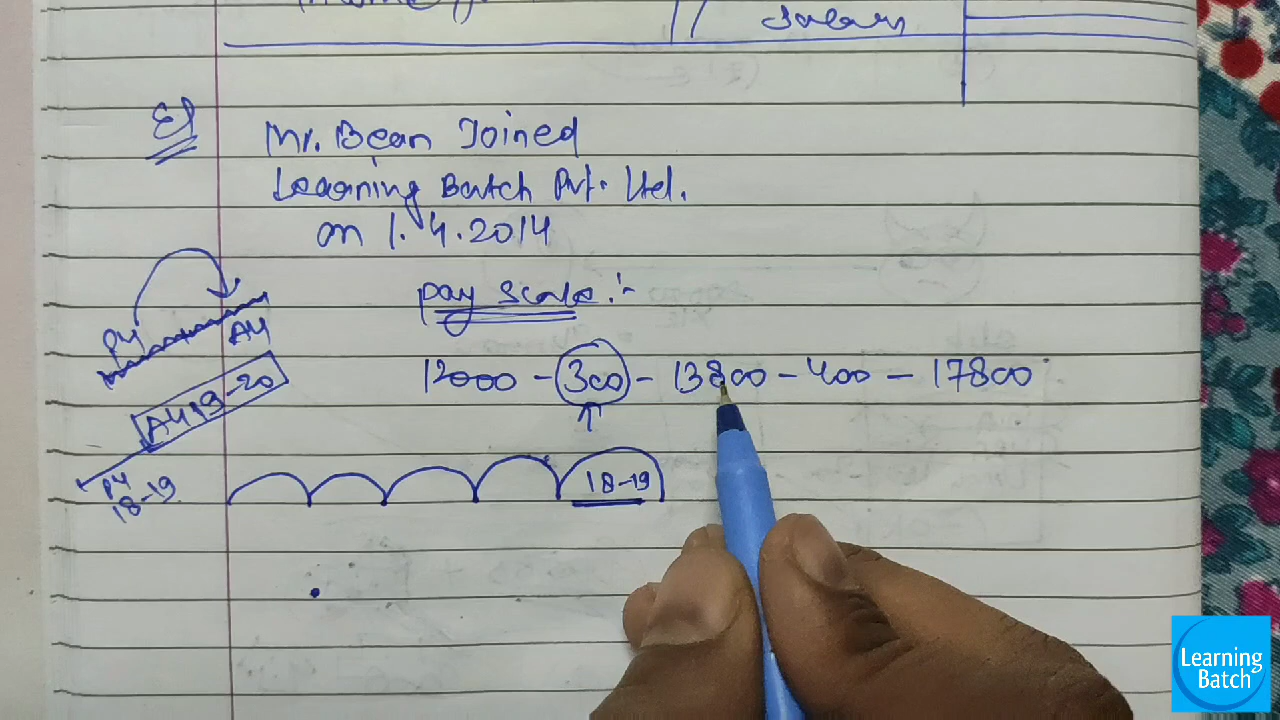 Salary
Eg
Mr. Bean Joined
Learning Batch Pvt. Ltd.
on 1.4.2014
Pay Scale :-
PY
AY
12000 - 300 - 13800 - 400 - 17800
AY 19-20
PY
18-19
18-19
Learning
Batch